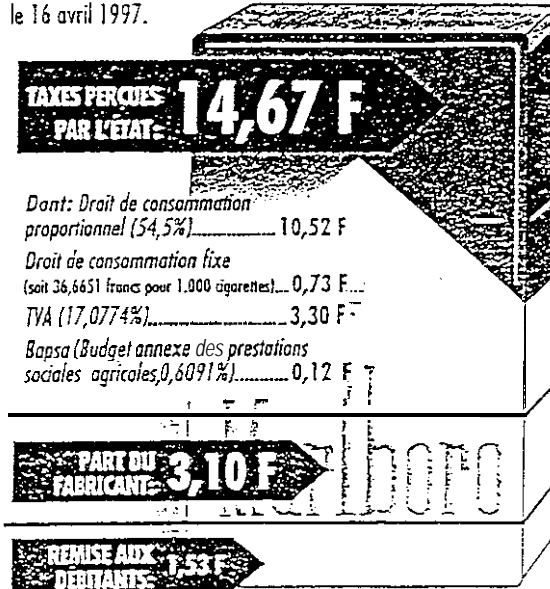 le 16 avril 1997.
TAXES PERÇUES
PAR L'ÉTAT:
14,67 F
Dont: Droit de consommation
proportionnel (54,5%)............ 10,52 F
Droit de consommation fixe
(soit 36,6651 francs pour 1.000 cigarettes)... 0,73 F
TVA (17,0774%)............ 3,30 F
Bapsa (Budget annexe des prestations
sociales agricoles, 0,6091%)......... 0,12 F
Marlboro
PART DU
FABRICANT:
3,10 F
REMISE AUX
DÉBITANTS:
1,53 F